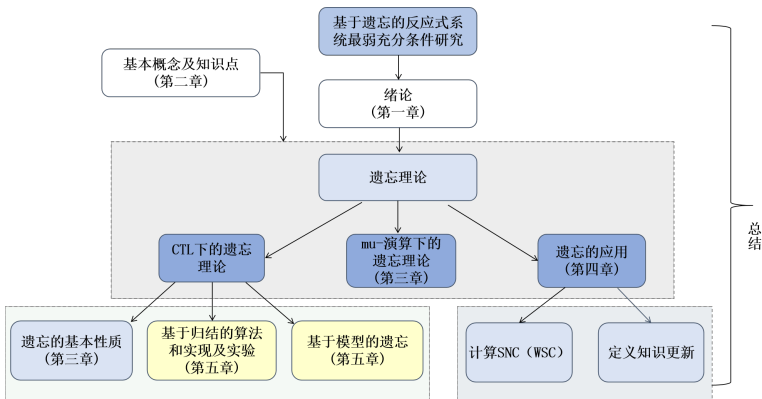 基于遗忘的反应式系
统最弱充分条件研究
基本概念及知识点
(第二章)
绪论
(第一章)
遗忘理论
CTL下的遗忘
理论
mu-演算下的
遗忘理论
(第三章)
遗忘的应用
(第四章)
总结
遗忘的基本性质
(第三章)
基于归结的算法
和实现及实验
(第五章)
基于模型的遗忘
(第五章)
计算SNC（WSC）
定义知识更新